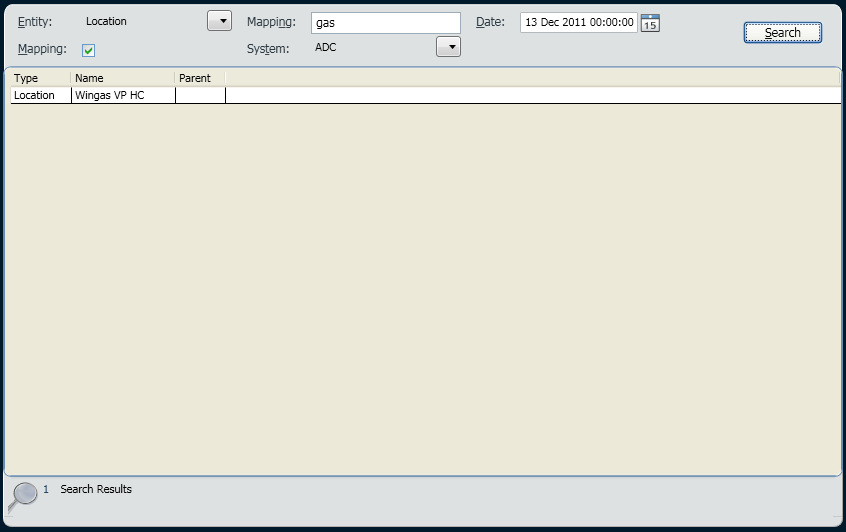 Entity: Location Mapping: gas Date: 13 Dec 2011 00:00:00 15 Search
Mapping: System: ADC
Type Name Parent
Location Wingas VP HC
1 Search Results